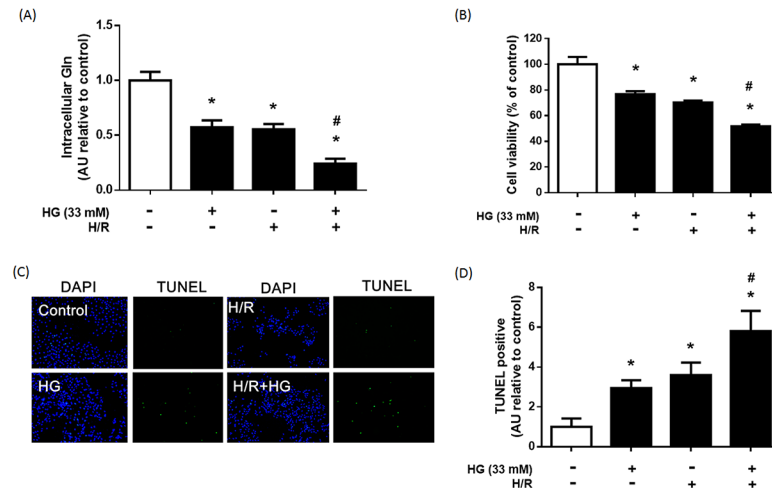 (A)
Intracellular Gln
(AU relative to control)
1.0
0.5
0.0
*
*
#
*
HG (33 mM) - + - +
H/R - - + +
(B)
Cell viability (% of control)
120
100
80
60
40
20
0
*
*
#
*
HG (33 mM) - + - +
H/R - - + +
(C)
DAPI TUNEL DAPI TUNEL
Control H/R
HG H/R+HG
(D)
TUNEL positive
(AU relative to control)
8
6
4
2
0
*
*
#
*
HG (33 mM) - + - +
H/R - - + +